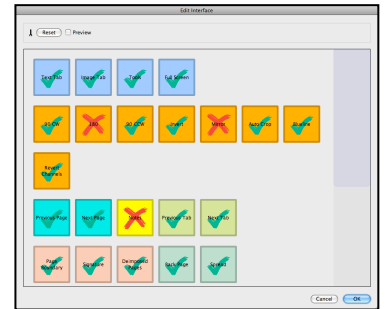 Edit Interface
Reset Preview
Text Tab Image Tab Tools Full Screen
90 CW 180 90 CCW Invert Mirror Auto Crop Blueline
Revert
Channels
Previous Page Next Page Notes Previous Tab Next Tab
Page
Boundary Signature Deimposed
Pages Back Page Spread
Cancel OK